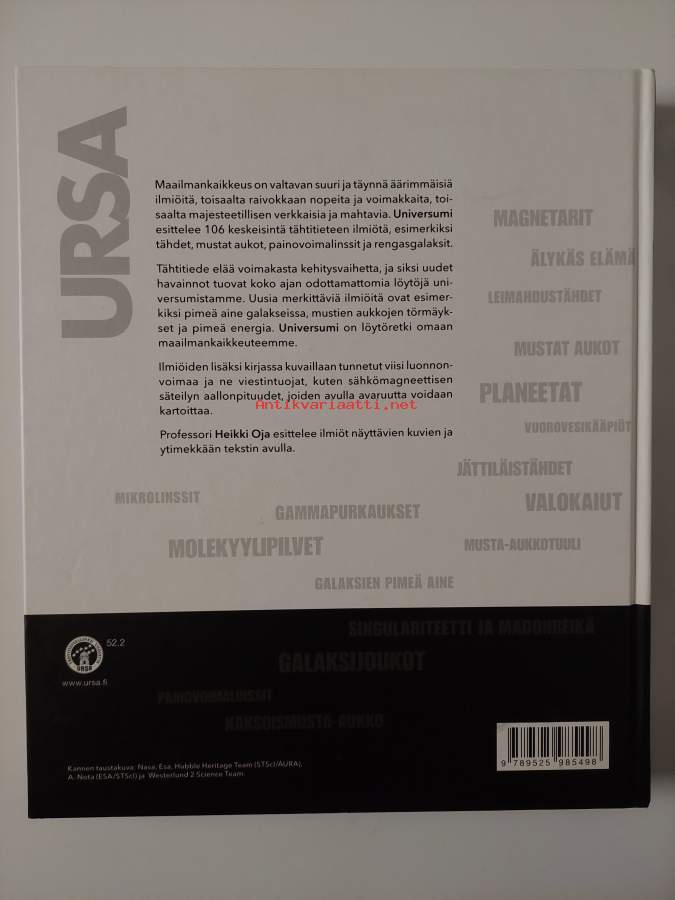 URSA
Maailmankaikkeus on valtavan suuri ja täynnä äärimmäisiä
ilmiöitä, toisaalta raivokkaan nopeita ja voimakkaita, toi-
saalta majesteetillisen verkkaisia ja mahtavia. Universumi
esittelee 106 keskeisintä tähtitieteen ilmiötä, esimerkiksi
tähdet, mustat aukot, painovoimalinssit ja rengasgalaksit.
Tähtitiede elää voimakasta kehitysvaihetta, ja siksi uudet
havainnot tuovat koko ajan odottamattomia löytöjä uni-
versumistamme. Uusia merkittäviä ilmiöitä ovat esimer-
kiksi pimeä aine galakseissa, mustien aukkojen törmäyk-
set ja pimeä energia. Universumi on löytöretki omaan
maailmankaikkeuteemme.
Ilmiöiden lisäksi kirjassa kuvaillaan tunnetut viisi luonnon-
voimaa ja ne viestintuojat, kuten sähkömagneettisen
säteilyn aallonpituudet, joiden avulla avaruutta voidaan
kartoittaa.
Antikvariaatti.net
Professori Heikki Oja esittelee ilmiöt näyttävien kuvien ja
ytimekkään tekstin avulla.
MAGNETARIT
ÄLYKÄS ELÄMÄ
LEIMAHDUSTÄHDET
MUSTAT AUKOT
PLANEETAT
VUOROVESIKÄÄPIÖT
JÄTTILÄISTÄHDET
MIKROLINSSIT
VALOKAIUT
GAMMAPURKAUKSET
MOLEKYYLIPILVET
MUSTA-AUKKOTUULI
GALAKSIEN PIMEÄ AINE
SINGULARITEETTI JA MADONREIKÄ
GALAKSIJOUKOT
PAINOVOIMALINSSIT
KAKSOISMUSTA-AUKKO
52.2
URSA
www.ursa.fi
Kannen taustakuva: Nasa, Esa, Hubble Heritage Team (STScI/AURA),
A. Nota (ESA/STScI) ja Westerlund 2 Science Team.
9 789525 985498